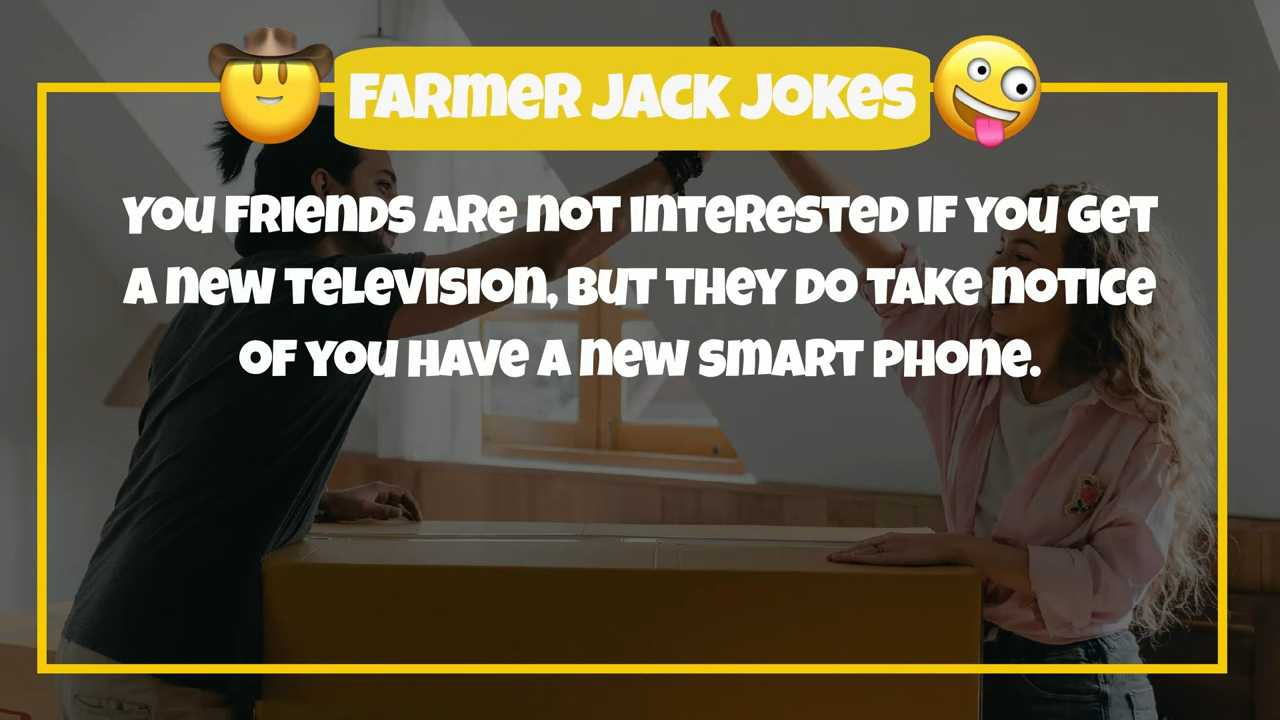 FARMER JACK JOKES
YOU FRIENDS ARE NOT INTERESTED IF YOU GET
A NEW TELEVISION, BUT THEY DO TAKE NOTICE
OF YOU HAVE A NEW SMART PHONE.